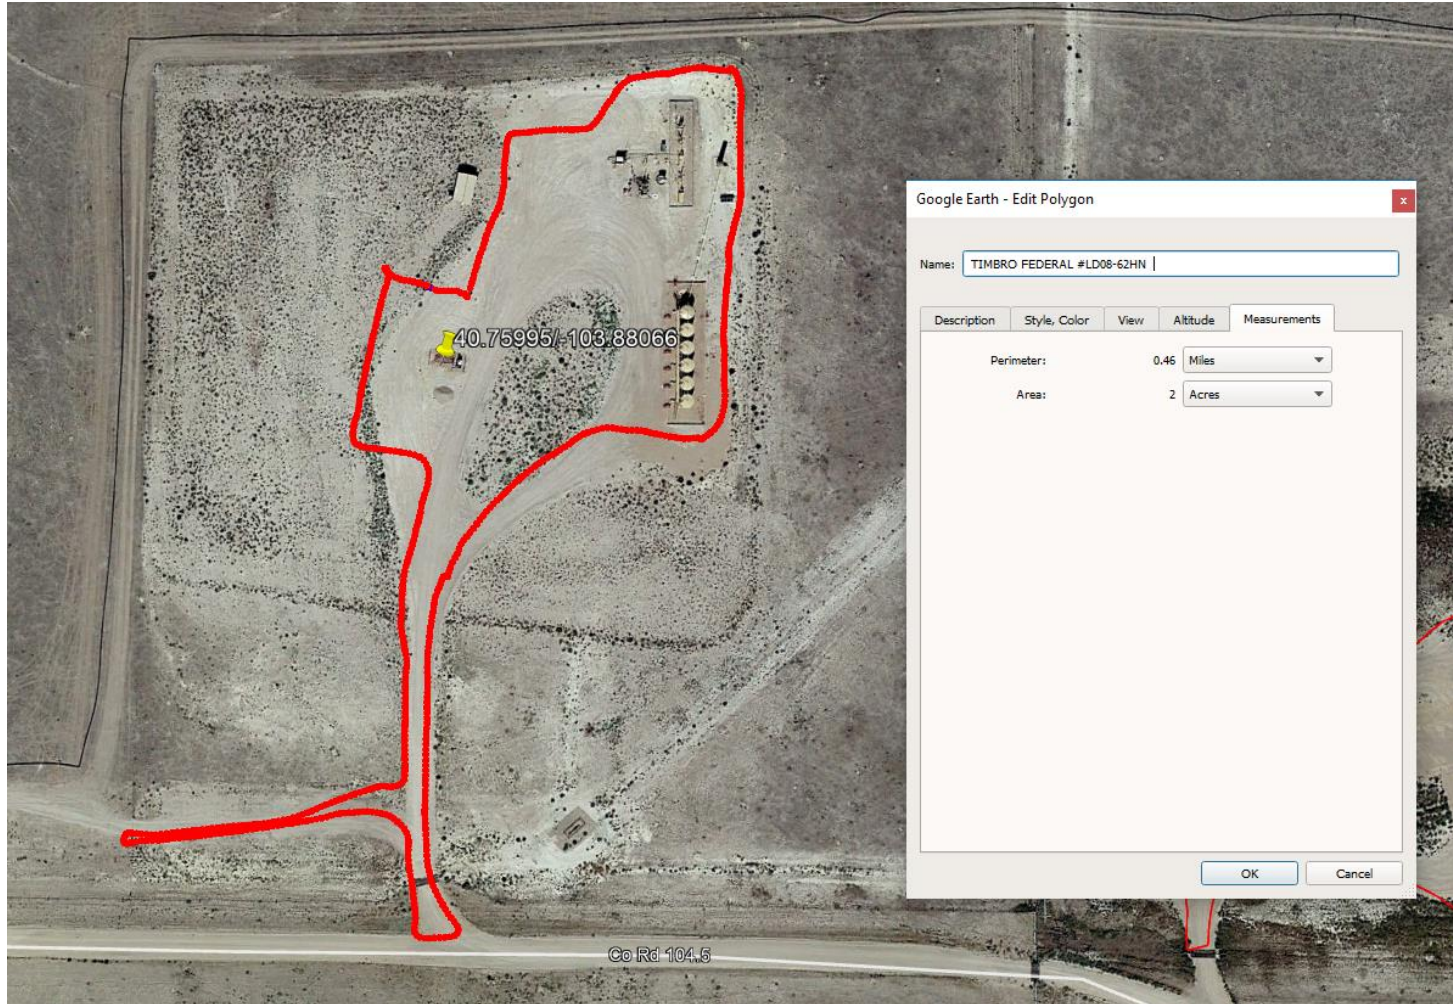 Google Earth - Edit Polygon
x
Name: TIMBRO FEDERAL #LD08-62HN
Description Style, Color View Altitude Measurements
Perimeter: 0.46 Miles
Area: 2 Acres
40.75995/-103.88066
OK Cancel
Co Rd 104.5